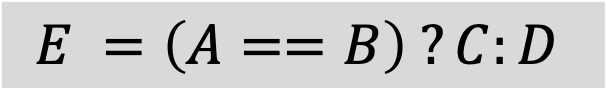 E = (A == B) ? C : D